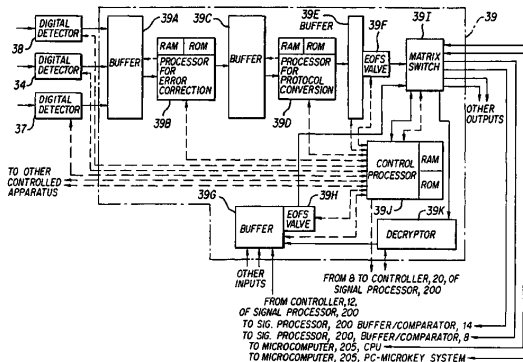 39A
39C
39E
BUFFER
39F
39I
39
DIGITAL
DETECTOR
38
BUFFER
RAM
ROM
PROCESSOR
FOR
ERROR
CORRECTION
39B
BUFFER
RAM
ROM
PROCESSOR
FOR
PROTOCOL
CONVERSION
39D
EOFS
VALVE
MATRIX
SWITCH
DIGITAL
DETECTOR
34
DIGITAL
DETECTOR
37
OTHER
OUTPUTS
CONTROL
PROCESSOR
RAM
ROM
39J
39K
TO OTHER
CONTROLLED
APPARATUS
39G
39H
BUFFER
EOFS
VALVE
DECRYPTOR
OTHER
INPUTS
FROM 8 TO CONTROLLER, 20, OF
SIGNAL PROCESSOR, 200
FROM CONTROLLER, 12,
OF SIGNAL PROCESSOR, 200
TO SIG. PROCESSOR, 200 BUFFER/COMPARATOR, 14
TO SIG. PROCESSOR, 200, BUFFER/COMPARATOR, 8
TO MICROCOMPUTER, 205, CPU
TO MICROCOMPUTER, 205, PC-MICROKEY SYSTEM